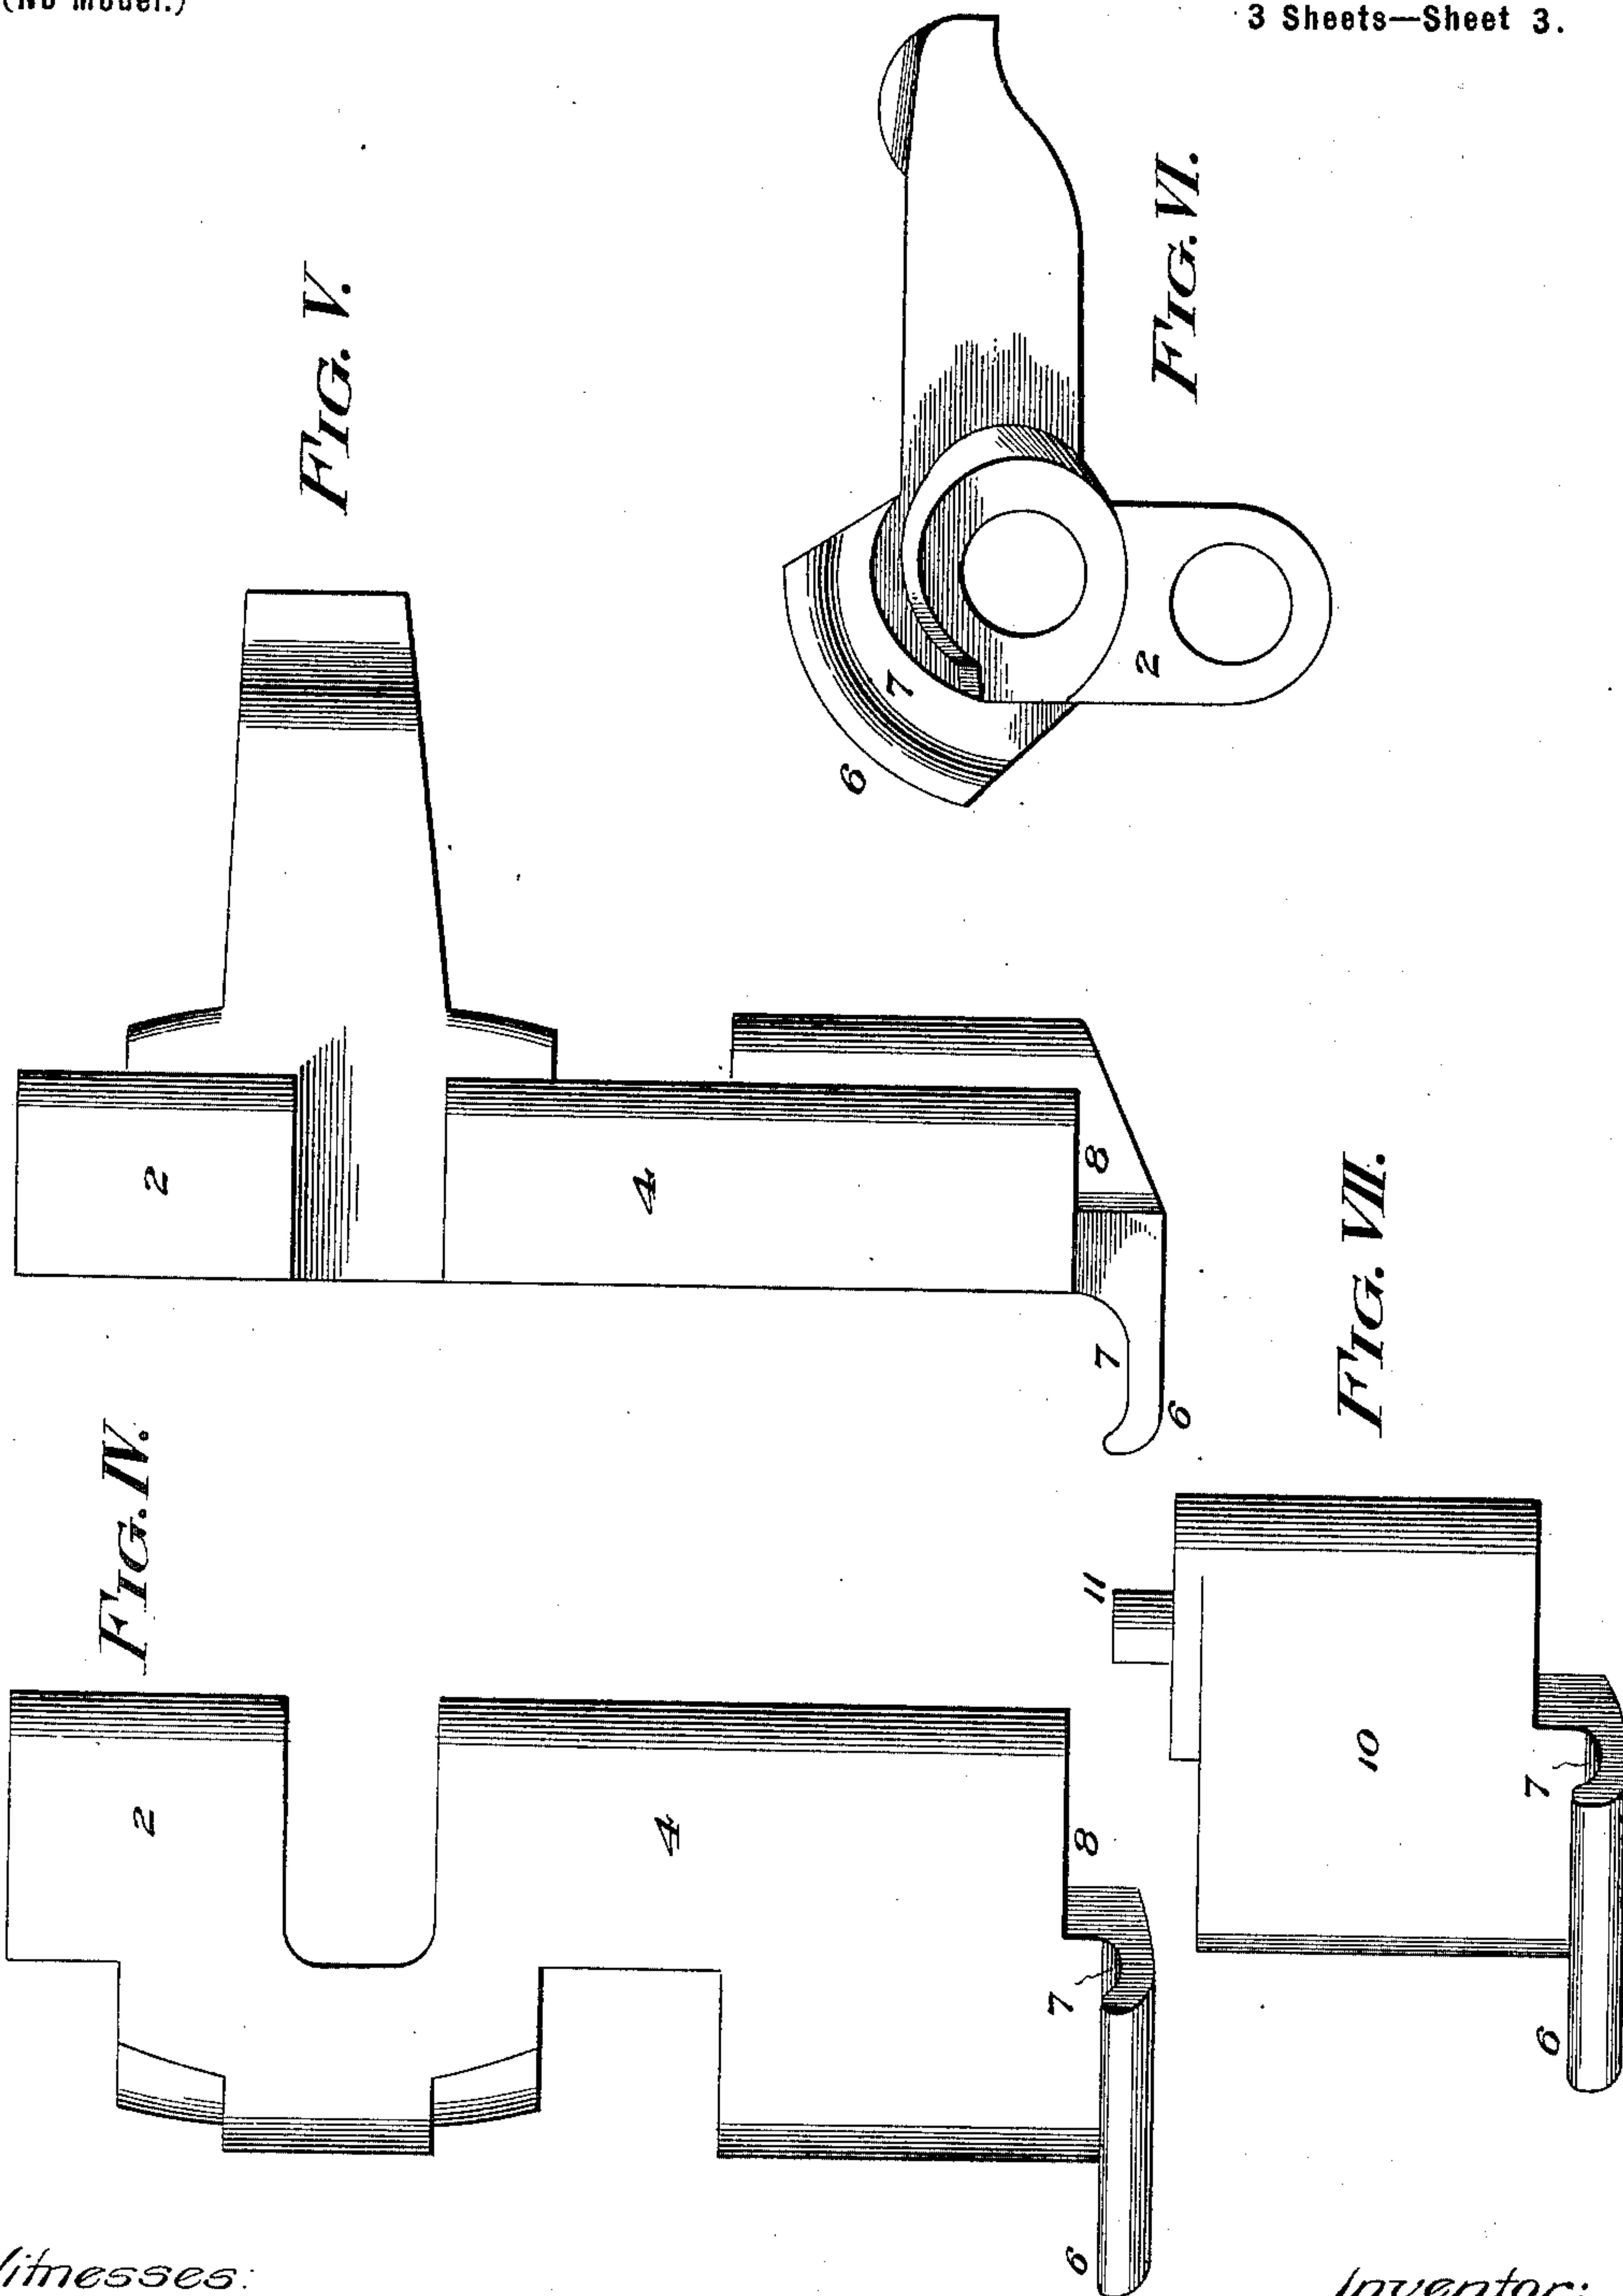 (No Model.)
3 Sheets—Sheet 3.
FIG. V.
FIG. VI.
6
7
2
2
4
8
7
6
FIG. IV.
FIG. VII.
2
4
8
7
6
11
10
7
6
Witnesses:
Inventor: